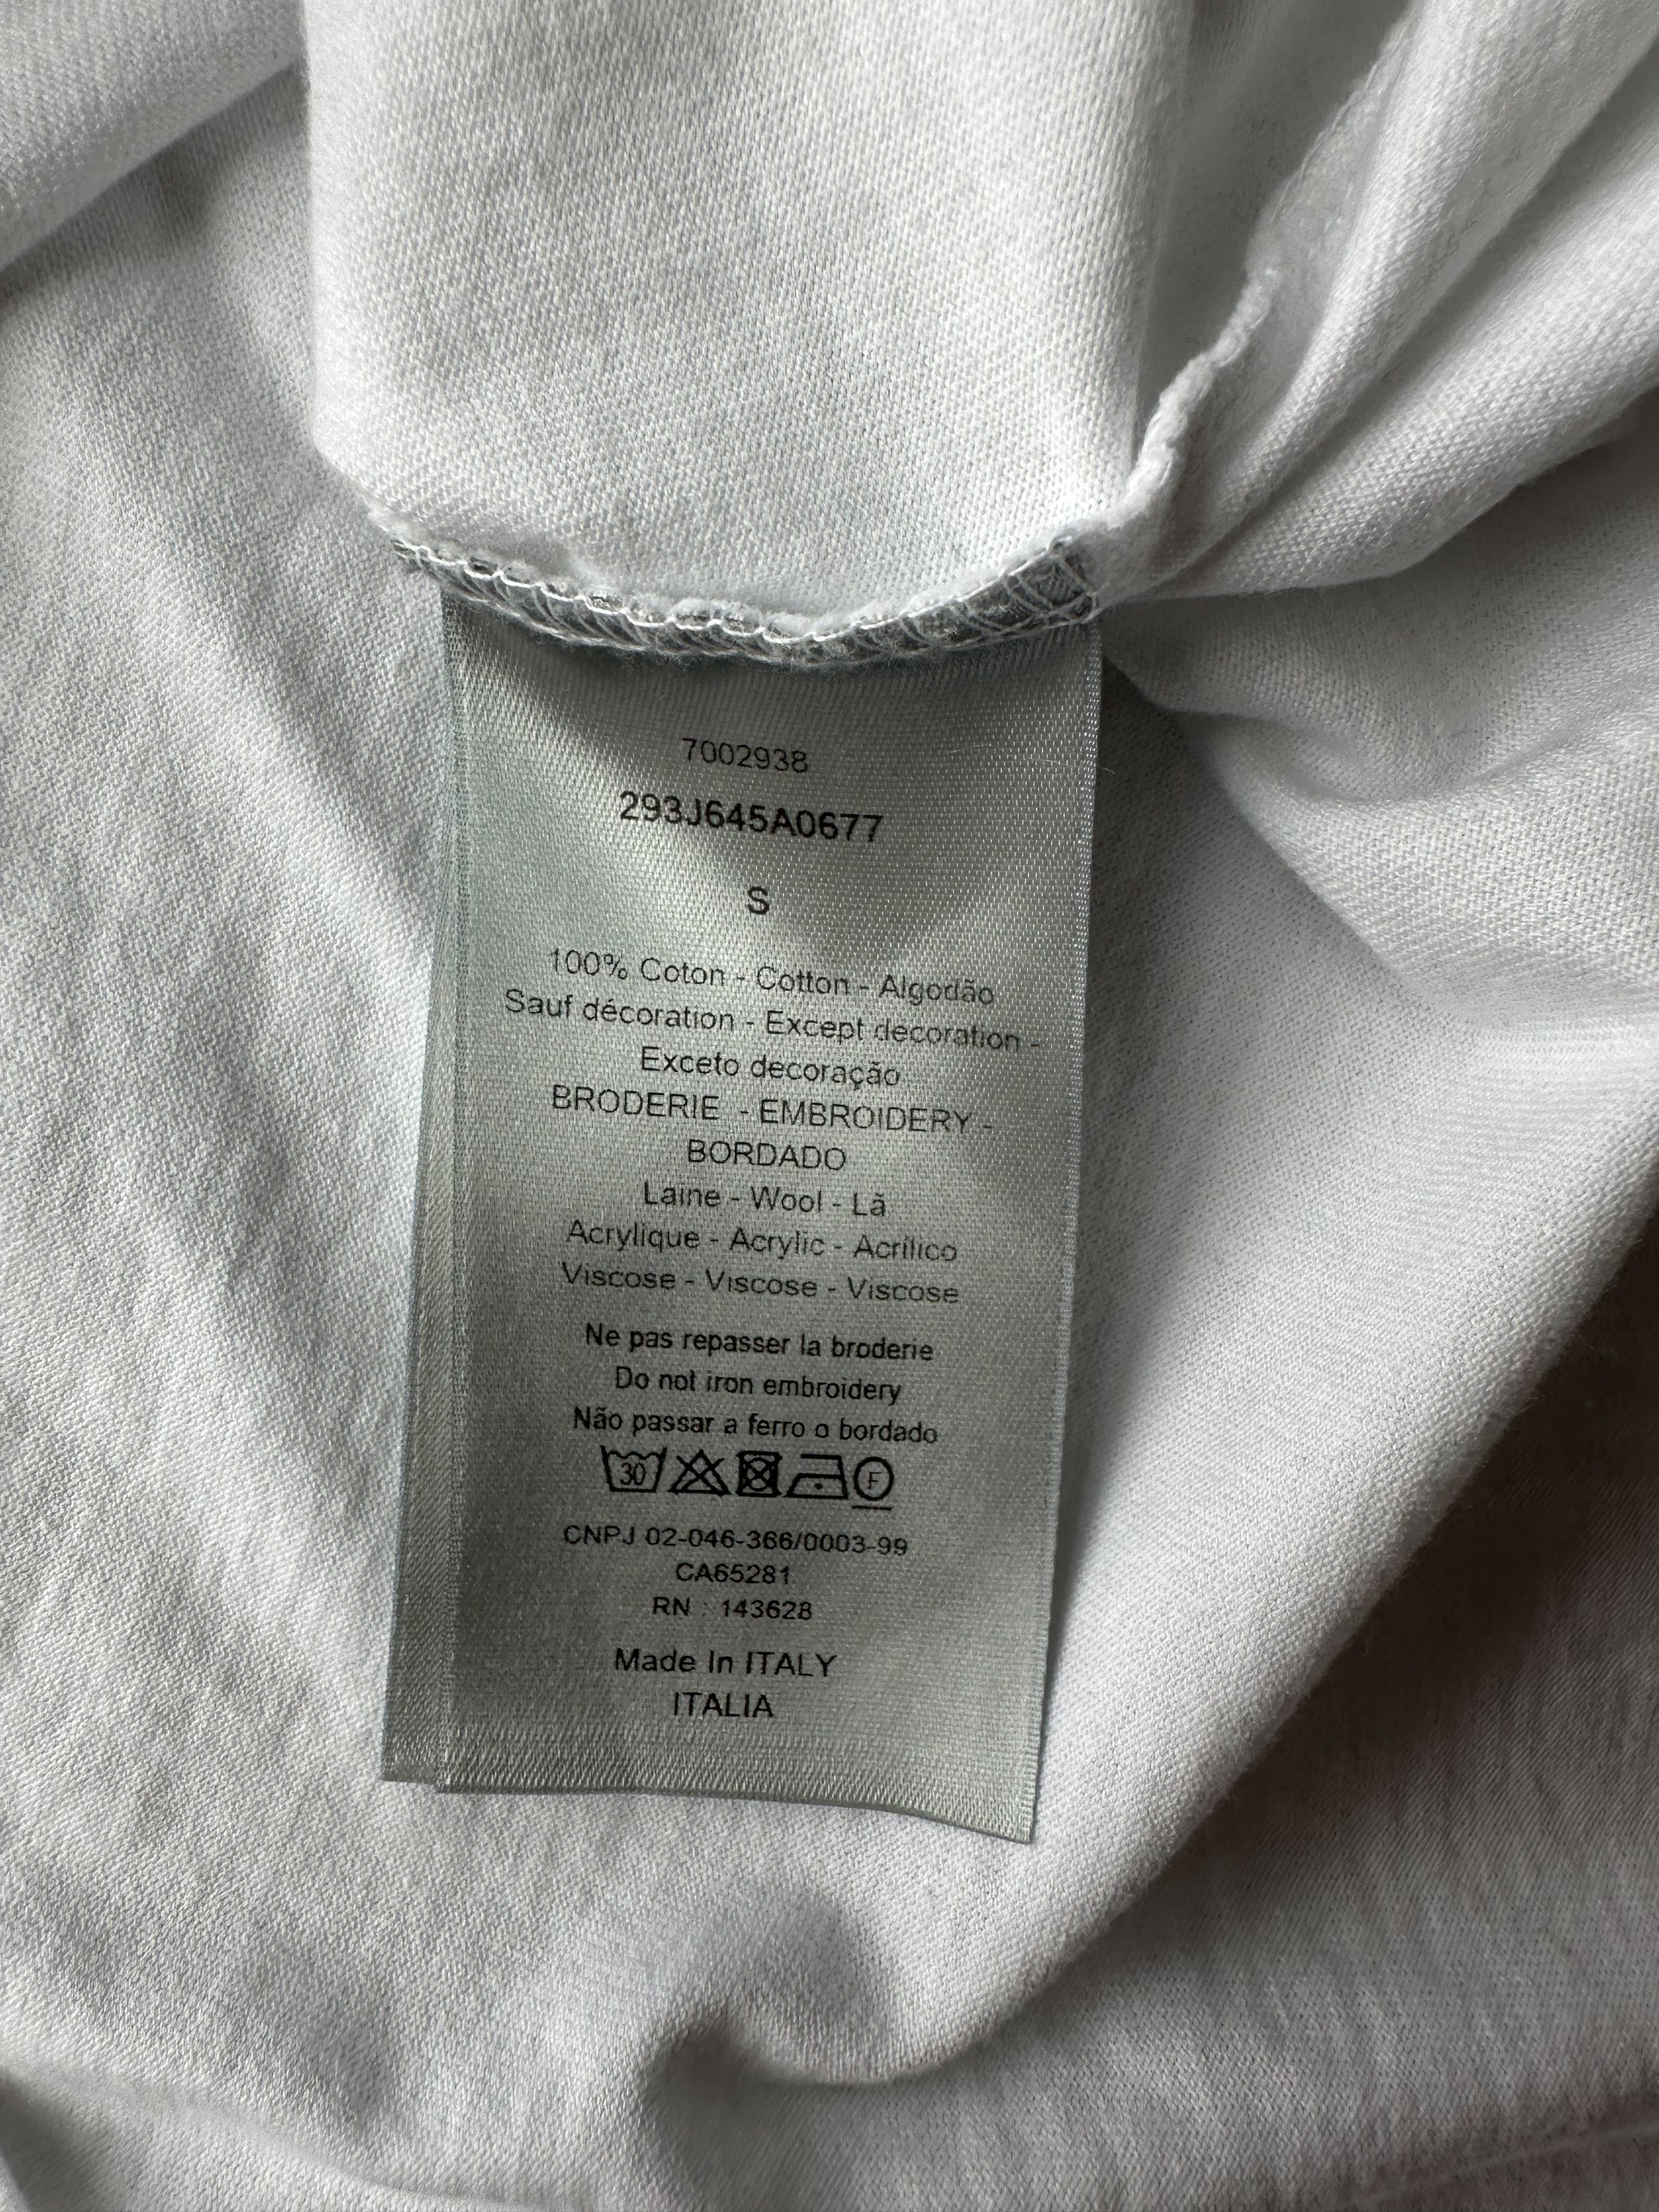 7002938
293J645A0677
S
100% Coton - Cotton - Algodão
Sauf décoration - Except decoration -
Exceto decoração
BRODERIE - EMBROIDERY -
BORDADO
Laine - Wool - Lã
Acrylique - Acrylic - Acrílico
Viscose - Viscose - Viscose
Ne pas repasser la broderie
Do not iron embroidery
Não passar a ferro o bordado
30 F
CNPJ 02-046-366/0003-99
CA65281
RN : 143628
Made In ITALY
ITALIA